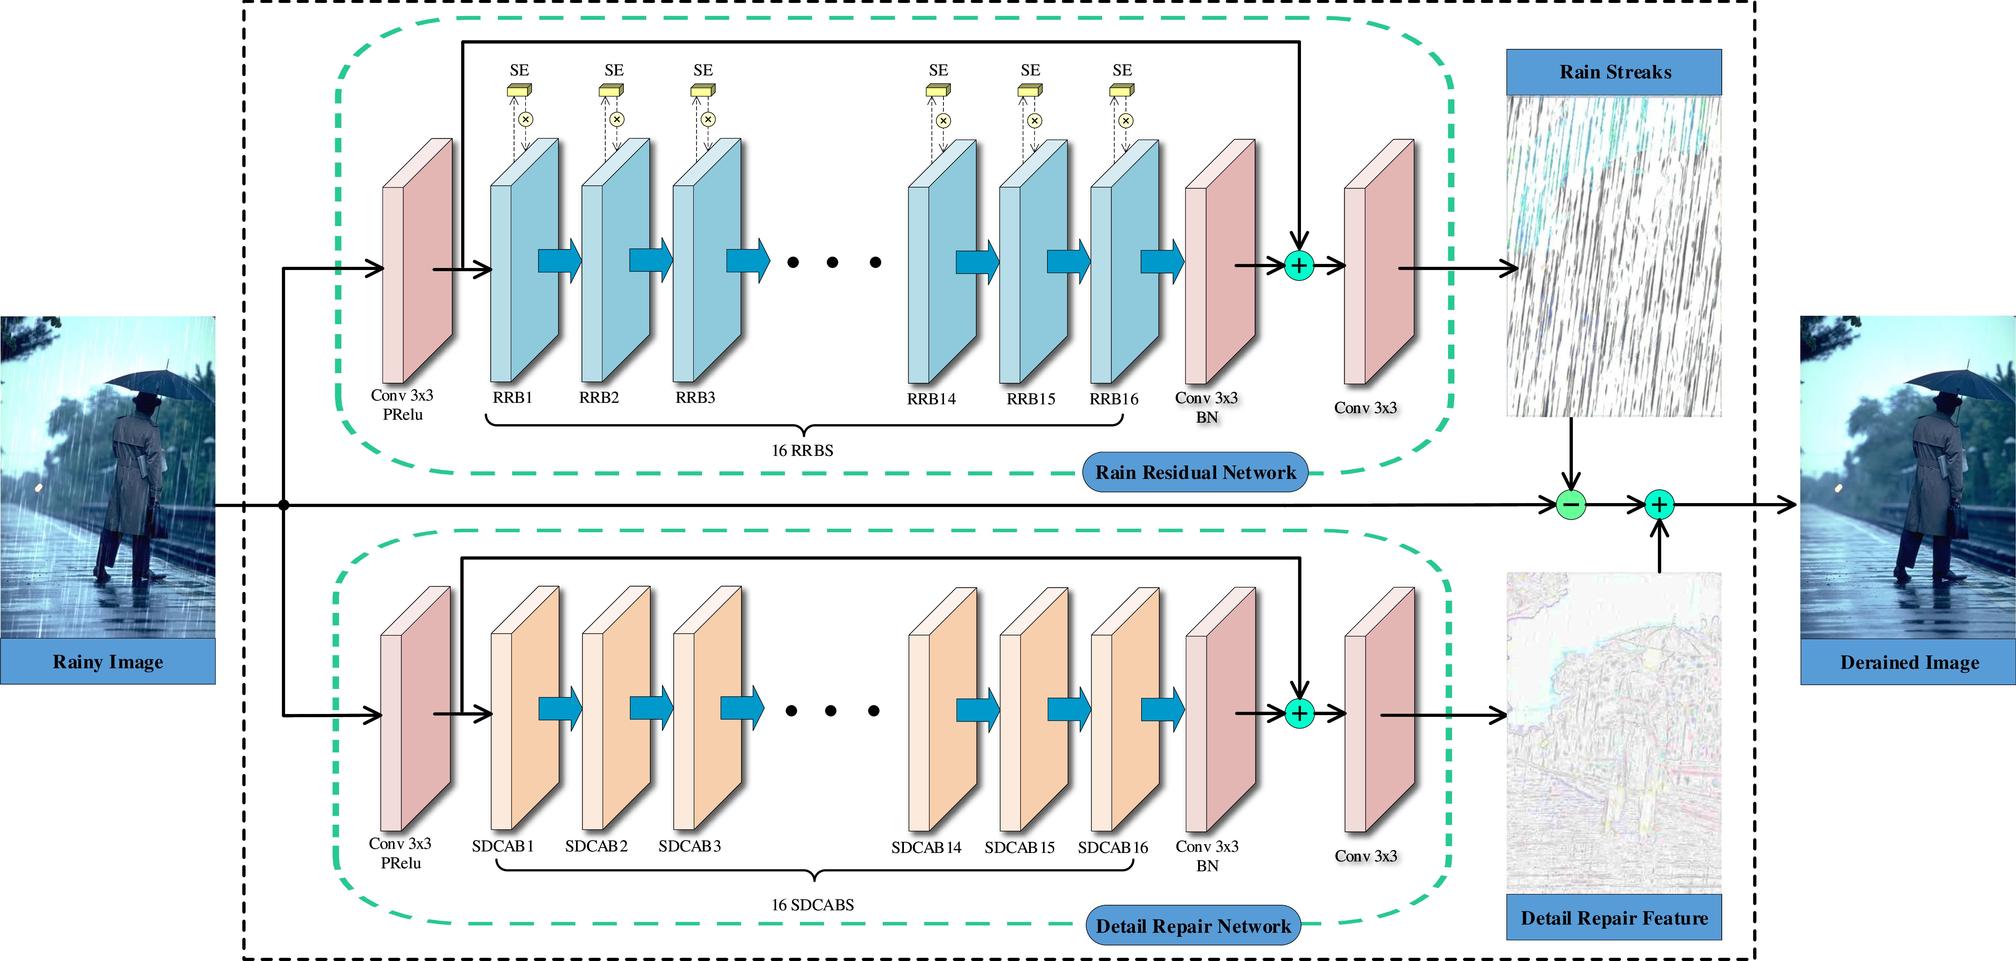 Rain Streaks
SE SE SE SE SE SE
Conv 3x3
PRelu
RRB1 RRB2 RRB3 RRB14 RRB15 RRB16
Conv 3x3
BN
Conv 3x3
16 RRBS
Rain Residual Network
Rainy Image
Derained Image
Conv 3x3
PRelu
SDCAB1 SDCAB2 SDCAB3 SDCAB14 SDCAB15 SDCAB16
Conv 3x3
BN
Conv 3x3
16 SDCABS
Detail Repair Network
Detail Repair Feature